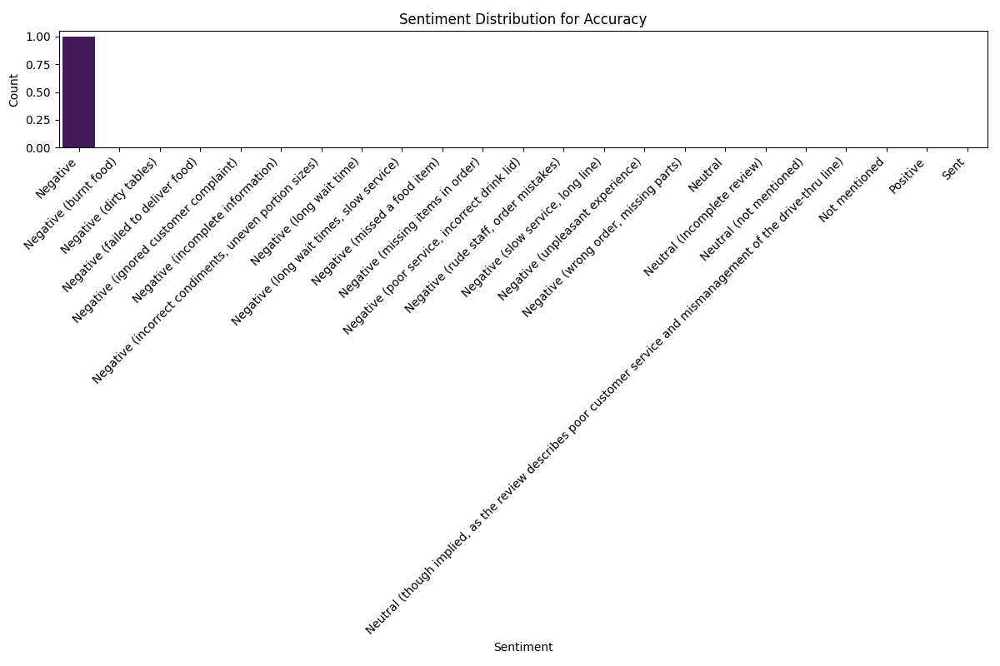 Sentiment Distribution for Accuracy
Count
1.00
0.75
0.50
0.25
0.00
Negative
Negative (burnt food)
Negative (dirty tables)
Negative (failed to deliver food)
Negative (ignored customer complaint)
Negative (incomplete information)
Negative (incorrect condiments, uneven portion sizes)
Negative (long wait time)
Negative (long wait times, slow service)
Negative (missed a food item)
Negative (missing items in order)
Negative (poor service, incorrect drink lid)
Negative (rude staff, order mistakes)
Negative (slow service, long line)
Negative (unpleasant experience)
Negative (wrong order, missing parts)
Neutral
Neutral (Incomplete review)
Neutral (not mentioned)
Neutral (though implied, as the review describes poor customer service and mismanagement of the drive-thru line)
Not mentioned
Positive
Sent
Sentiment